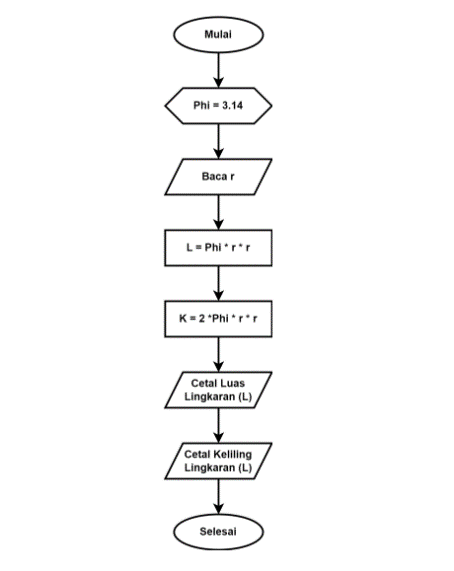 Mulai
Phi = 3.14
Baca r
L = Phi * r * r
K = 2 *Phi * r * r
Cetal Luas
Lingkaran (L)
Cetal Keliling
Lingkaran (L)
Selesai